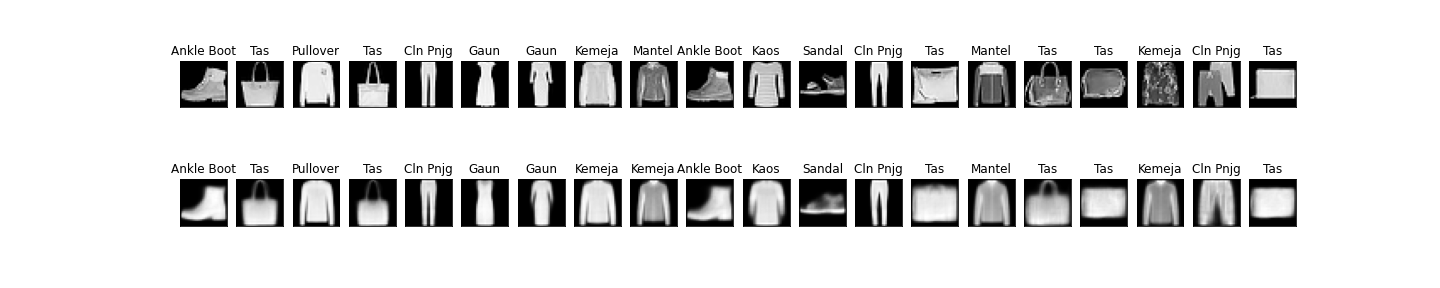 Ankle Boot Tas Pullover Tas Cln Pnjg Gaun Gaun Kemeja Mantel Ankle Boot Kaos Sandal Cln Pnjg Tas Mantel Tas Tas Kemeja Cln Pnjg Tas
Ankle Boot Tas Pullover Tas Cln Pnjg Gaun Gaun Kemeja Kemeja Ankle Boot Kaos Sandal Cln Pnjg Tas Mantel Tas Tas Kemeja Cln Pnjg Tas